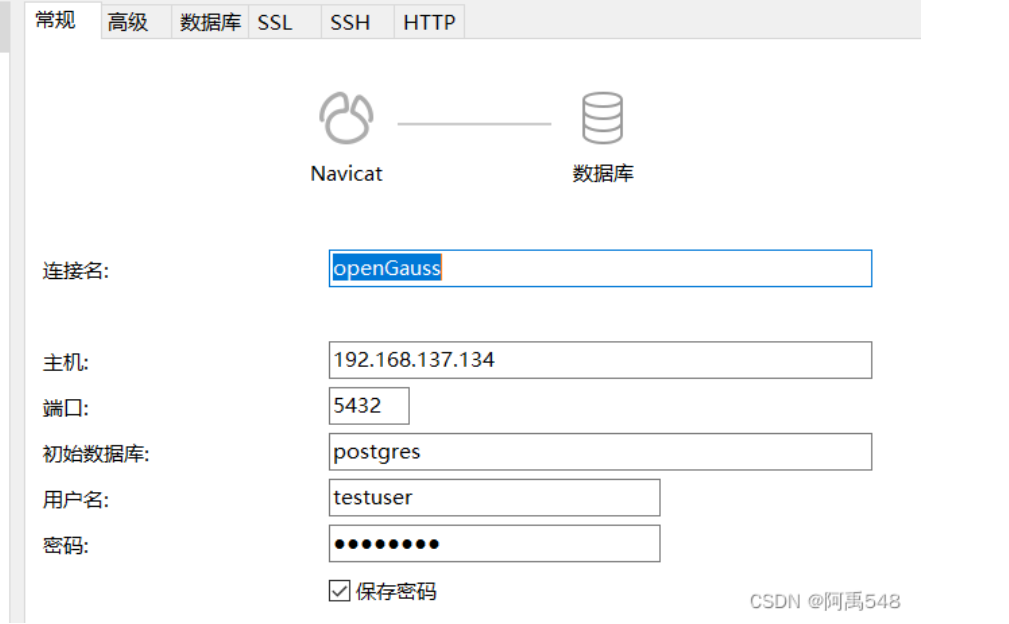 常规 高级 数据库 SSL SSH HTTP
Navicat 数据库
连接名: openGauss
主机: 192.168.137.134
端口: 5432
初始数据库: postgres
用户名: testuser
密码: ●●●●●●●●
保存密码
CSDN @阿禹548